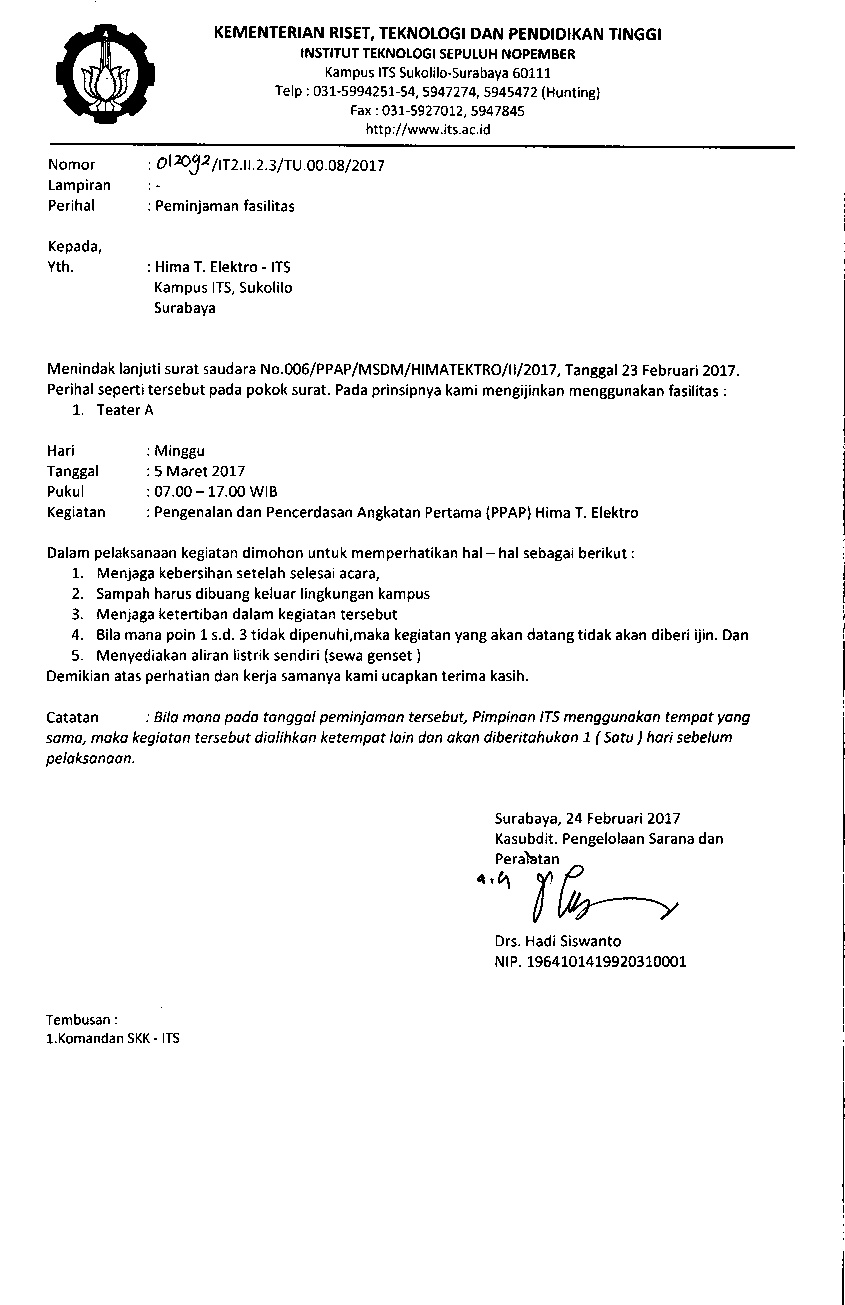 KEMENTERIAN RISET, TEKNOLOGI DAN PENDIDIKAN TINGGI
INSTITUT TEKNOLOGI SEPULUH NOPEMBER
Kampus ITS Sukolilo-Surabaya 60111
Telp : 031-5994251-54, 5947274, 5945472 (Hunting)
Fax : 031-5927012, 5947845
http://www.its.ac.id
Nomor : 012092/IT2.II.2.3/TU.00.08/2017
Lampiran : -
Perihal : Peminjaman fasilitas
Kepada,
Yth. : Hima T. Elektro - ITS
Kampus ITS, Sukolilo
Surabaya
Menindak lanjuti surat saudara No.006/PPAP/MSDM/HIMATEKTRO/II/2017, Tanggal 23 Februari 2017.
Perihal seperti tersebut pada pokok surat. Pada prinsipnya kami mengijinkan menggunakan fasilitas :
1. Teater A
Hari : Minggu
Tanggal : 5 Maret 2017
Pukul : 07.00 – 17.00 WIB
Kegiatan : Pengenalan dan Pencerdasan Angkatan Pertama (PPAP) Hima T. Elektro
Dalam pelaksanaan kegiatan dimohon untuk memperhatikan hal – hal sebagai berikut :
1. Menjaga kebersihan setelah selesai acara,
2. Sampah harus dibuang keluar lingkungan kampus
3. Menjaga ketertiban dalam kegiatan tersebut
4. Bila mana poin 1 s.d. 3 tidak dipenuhi,maka kegiatan yang akan datang tidak akan diberi ijin. Dan
5. Menyediakan aliran listrik sendiri (sewa genset )
Demikian atas perhatian dan kerja samanya kami ucapkan terima kasih.
Catatan : Bila mana pada tanggal peminjaman tersebut, Pimpinan ITS menggunakan tempat yang
sama, maka kegiatan tersebut dialihkan ketempat lain dan akan diberitahukan 1 ( Satu ) hari sebelum
pelaksanaan.
Surabaya, 24 Februari 2017
Kasubdit. Pengelolaan Sarana dan
Peralatan
a.n
Drs. Hadi Siswanto
NIP. 1964101419920310001
Tembusan :
1.Komandan SKK - ITS